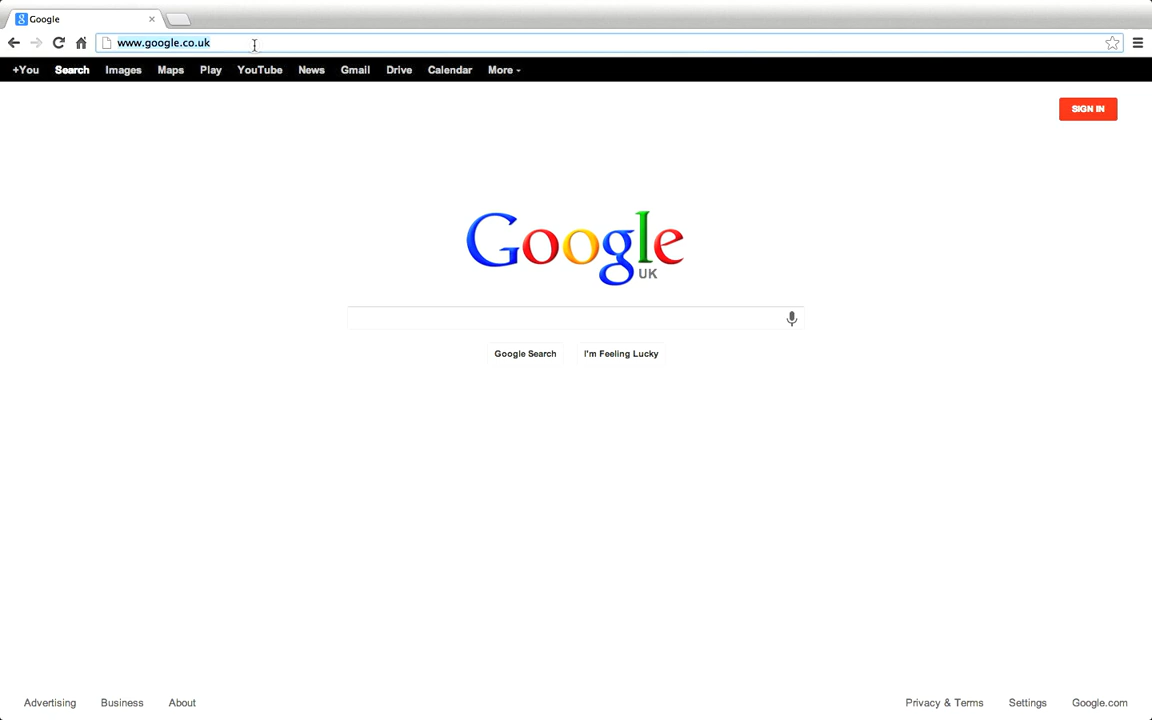 Google
www.google.co.uk
+You Search Images Maps Play YouTube News Gmail Drive Calendar More
SIGN IN
Google
UK
Google Search I'm Feeling Lucky
Advertising Business About Privacy & Terms Settings Google.com